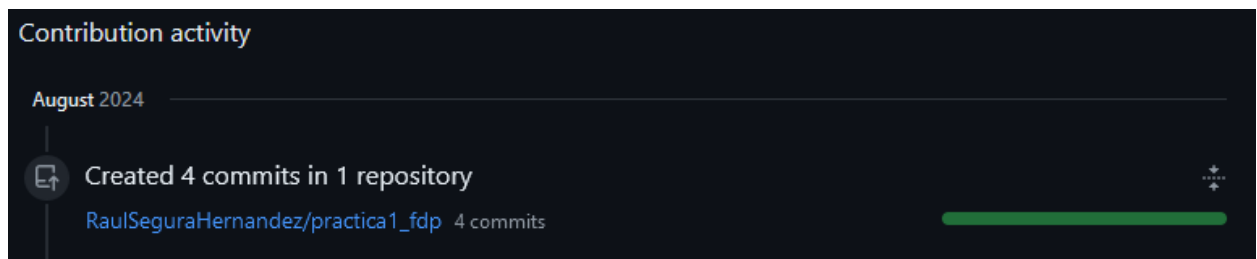 Contribution activity
August 2024
Created 4 commits in 1 repository
RaulSeguraHernandez/practica1_fdp 4 commits